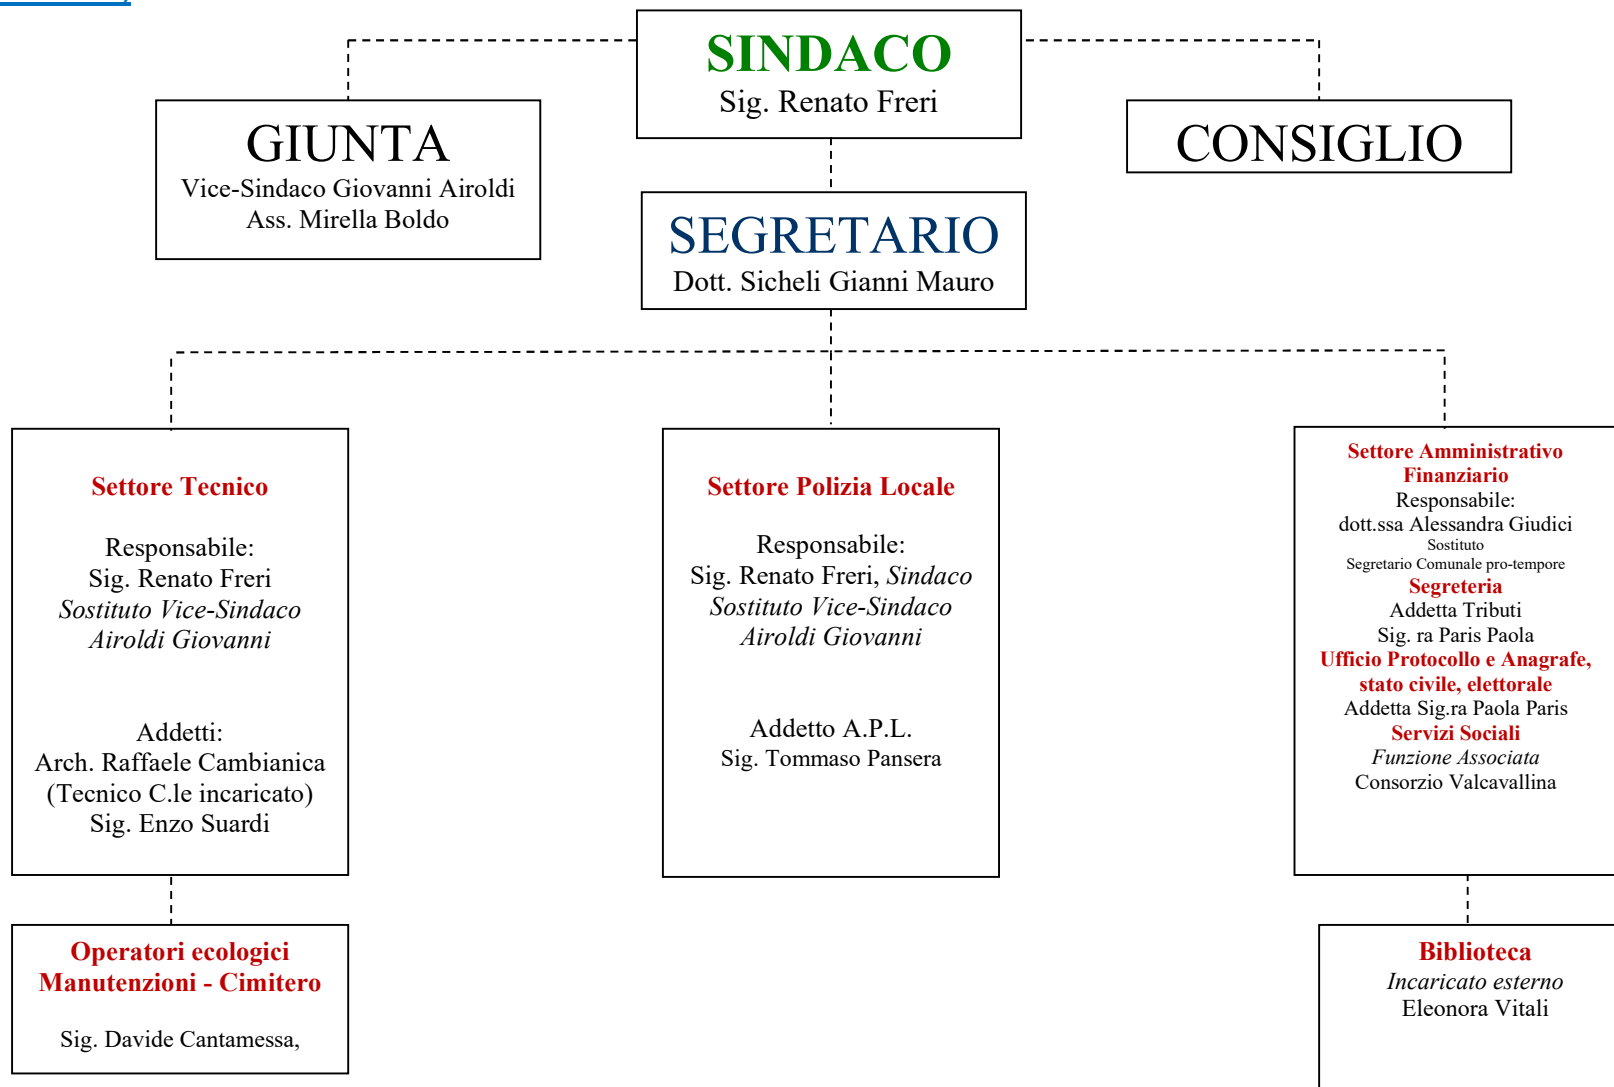 SINDACO
Sig. Renato Freri
GIUNTA
Vice-Sindaco Giovanni Airoldi
Ass. Mirella Boldo
CONSIGLIO
SEGRETARIO
Dott. Sicheli Gianni Mauro
Settore Tecnico
Responsabile:
Sig. Renato Freri
Sostituto Vice-Sindaco
Airoldi Giovanni
Addetti:
Arch. Raffaele Cambianica
(Tecnico C.le incaricato)
Sig. Enzo Suardi
Settore Polizia Locale
Responsabile:
Sig. Renato Freri, Sindaco
Sostituto Vice-Sindaco
Airoldi Giovanni
Addetto A.P.L.
Sig. Tommaso Pansera
Settore Amministrativo
Finanziario
Responsabile:
dott.ssa Alessandra Giudici
Sostituto
Segretario Comunale pro-tempore
Segreteria
Addetta Tributi
Sig. ra Paris Paola
Ufficio Protocollo e Anagrafe,
stato civile, elettorale
Addetta Sig.ra Paola Paris
Servizi Sociali
Funzione Associata
Consorzio Valcavallina
Operatori ecologici
Manutenzioni - Cimitero
Sig. Davide Cantamessa,
Biblioteca
Incaricato esterno
Eleonora Vitali